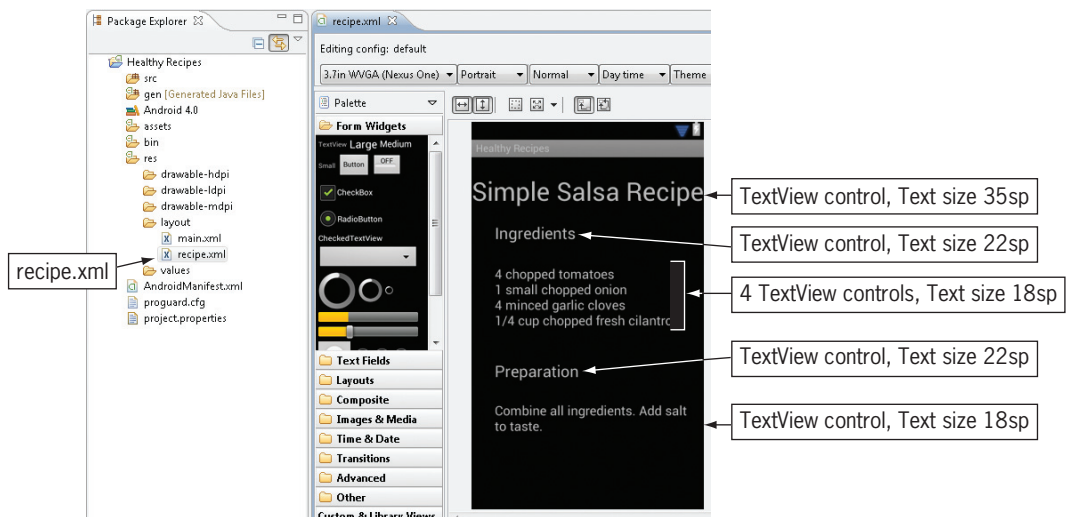 Package Explorer
Healthy Recipes
src
gen [Generated Java Files]
Android 4.0
assets
bin
res
drawable-hdpi
drawable-ldpi
drawable-mdpi
layout
main.xml
recipe.xml
values
AndroidManifest.xml
proguard.cfg
project.properties
recipe.xml
recipe.xml
Editing config: default
3.7in WVGA (Nexus One) Portrait Normal Day time Theme
Palette
Form Widgets
TextView Large Medium
Small Button OFF
CheckBox
RadioButton
CheckedTextView
Text Fields
Layouts
Composite
Images & Media
Time & Date
Transitions
Advanced
Other
Custom & Library Views
Healthy Recipes
Simple Salsa Recipe
Ingredients
4 chopped tomatoes
1 small chopped onion
4 minced garlic cloves
1/4 cup chopped fresh cilantro
Preparation
Combine all ingredients. Add salt
to taste.
TextView control, Text size 35sp
TextView control, Text size 22sp
4 TextView controls, Text size 18sp
TextView control, Text size 22sp
TextView control, Text size 18sp